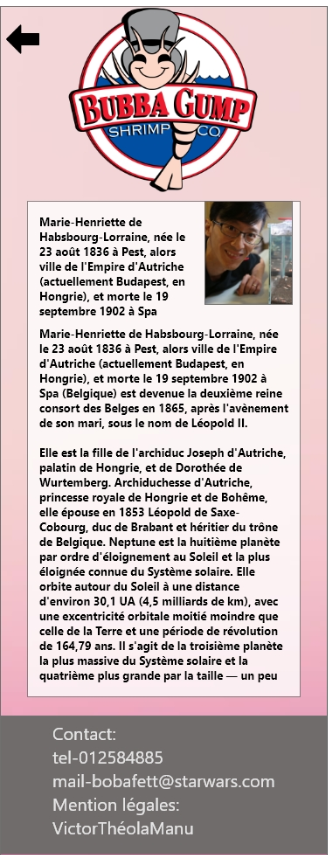 BUBBA GUMP
SHRIMP CO
Marie-Henriette de
Habsbourg-Lorraine, née le
23 août 1836 à Pest, alors
ville de l'Empire d'Autriche
(actuellement Budapest, en
Hongrie), et morte le 19
septembre 1902 à Spa
Marie-Henriette de Habsbourg-Lorraine, née
le 23 août 1836 à Pest, alors ville de l'Empire
d'Autriche (actuellement Budapest, en
Hongrie), et morte le 19 septembre 1902 à
Spa (Belgique) est devenue la deuxième reine
consort des Belges en 1865, après l'avènement
de son mari, sous le nom de Léopold II.
Elle est la fille de l'archiduc Joseph d'Autriche,
palatin de Hongrie, et de Dorothée de
Wurtemberg. Archiduchesse d'Autriche,
princesse royale de Hongrie et de Bohême,
elle épouse en 1853 Léopold de Saxe-
Cobourg, duc de Brabant et héritier du trône
de Belgique. Neptune est la huitième planète
par ordre d'éloignement au Soleil et la plus
éloignée connue du Système solaire. Elle
orbite autour du Soleil à une distance
d'environ 30,1 UA (4,5 milliards de km), avec
une excentricité orbitale moitié moindre que
celle de la Terre et une période de révolution
de 164,79 ans. Il s'agit de la troisième planète
la plus massive du Système solaire et la
quatrième plus grande par la taille — un peu
Contact:
tel-012584885
mail-bobafett@starwars.com
Mention légales:
VictorThéolaManu